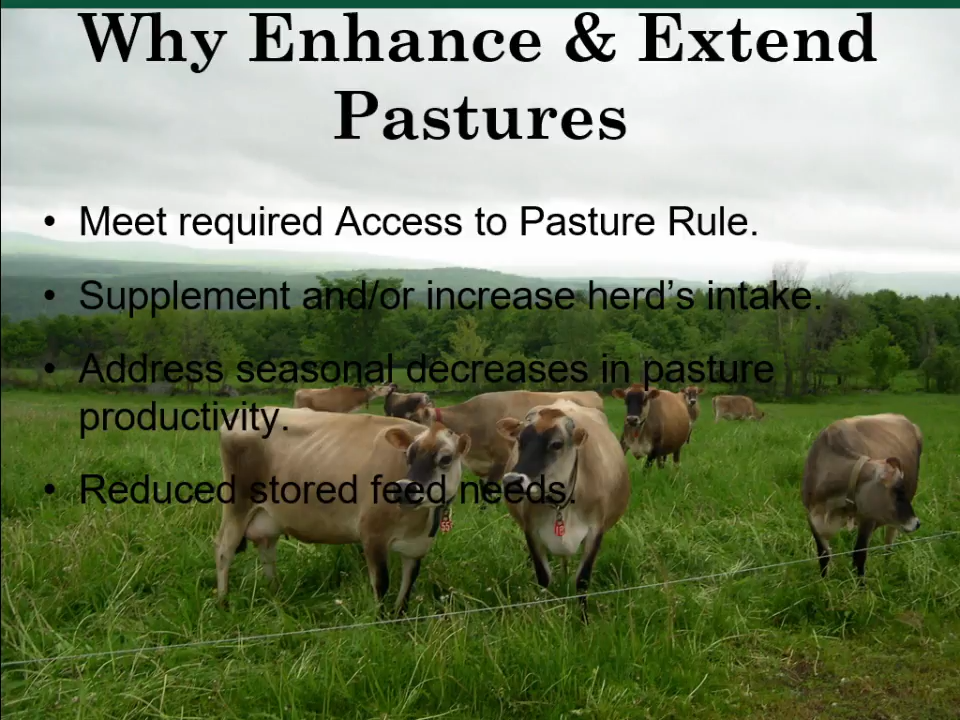 Why Enhance & Extend
Pastures
• Meet required Access to Pasture Rule.
• Supplement and/or increase herd's intake.
• Address seasonal decreases in pasture
productivity.
• Reduced stored feed needs.